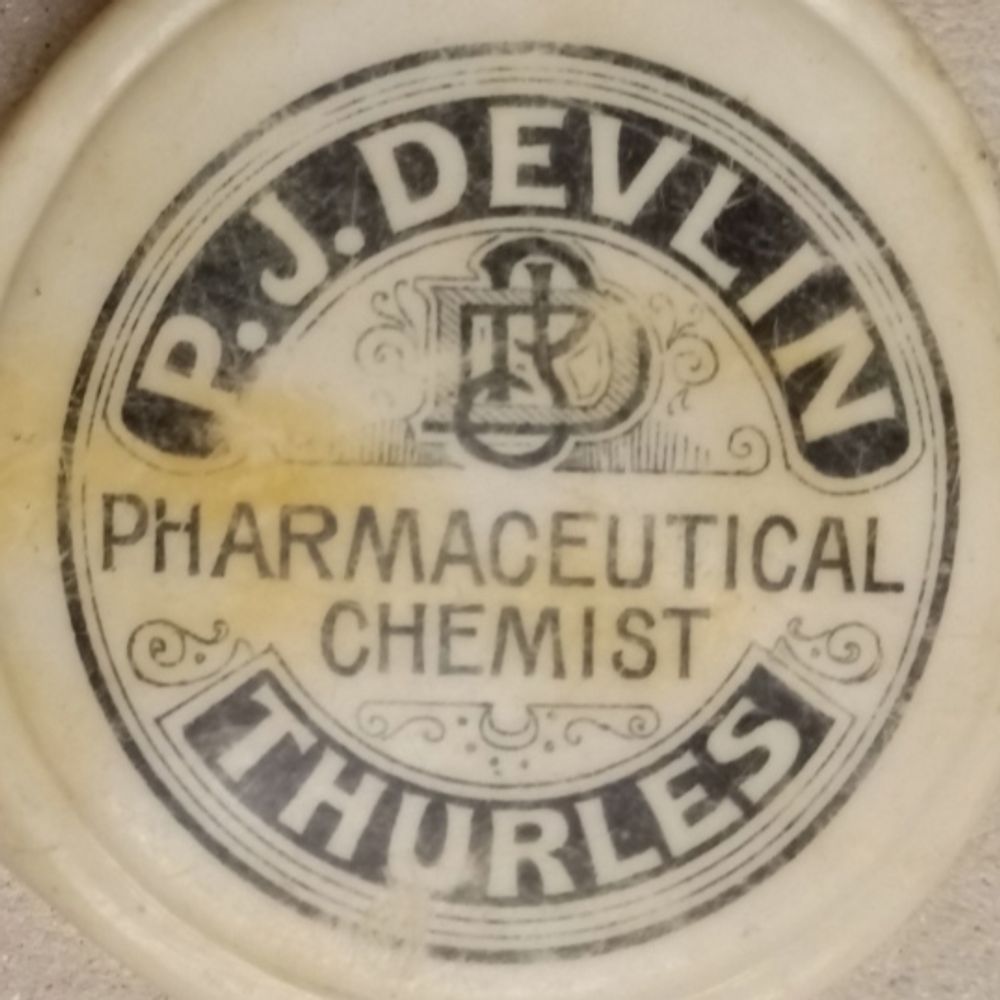 P.J. DEVLIN
PHARMACEUTICAL
CHEMIST
THURLES